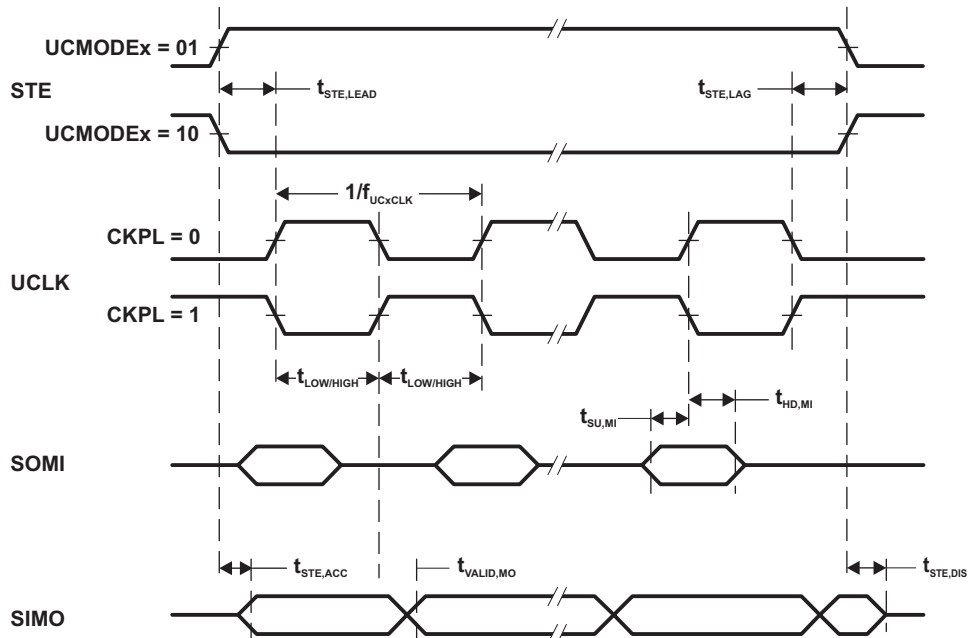 UCMODEx = 01
STE
t_STE,LEAD
t_STE,LAG
UCMODEx = 10
1/f_UCxCLK
CKPL = 0
UCLK
CKPL = 1
t_LOW/HIGH
t_LOW/HIGH
t_SU,MI
t_HD,MI
SOMI
t_STE,ACC
t_VALID,MO
t_STE,DIS
SIMO